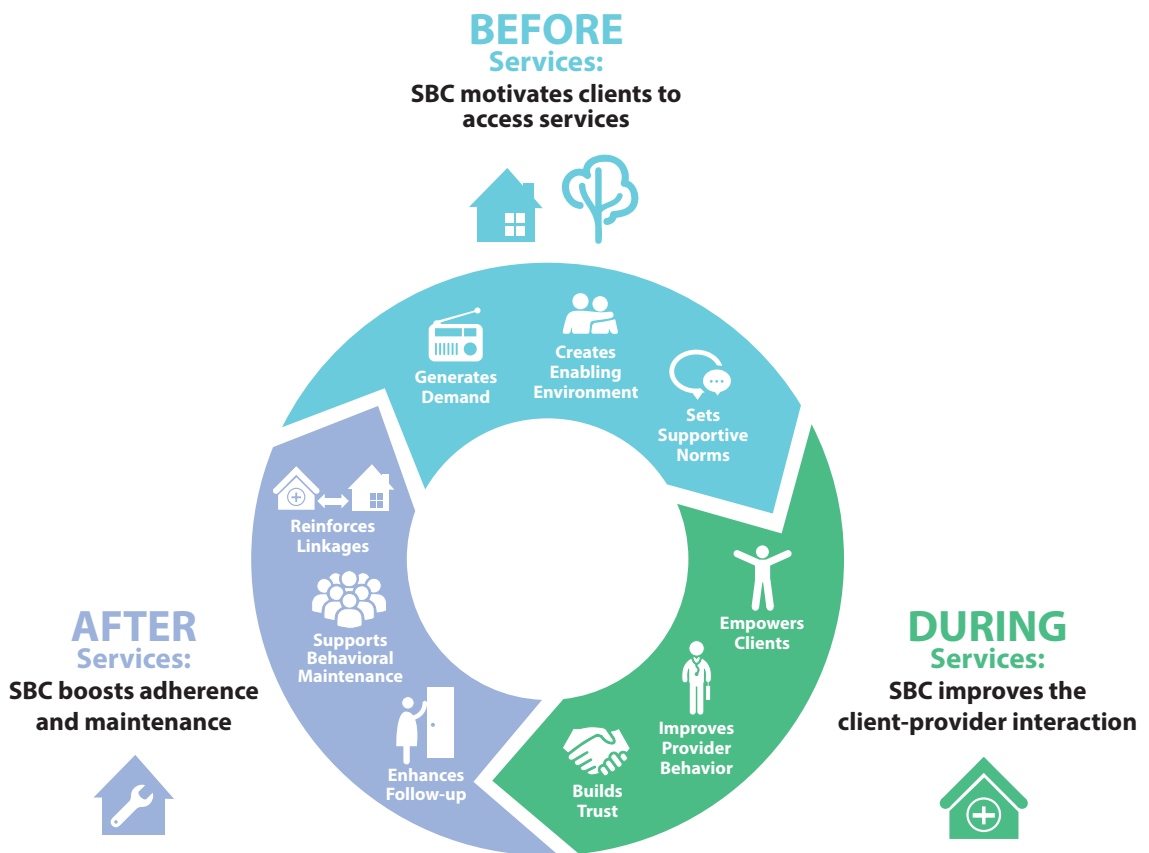 BEFORE
Services:
SBC motivates clients to
access services
Generates
Demand
Creates
Enabling
Environment
Sets
Supportive
Norms
Empowers
Clients
Improves
Provider
Behavior
Builds
Trust
DURING
Services:
SBC improves the
client-provider interaction
Enhances
Follow-up
Supports
Behavioral
Maintenance
Reinforces
Linkages
AFTER
Services:
SBC boosts adherence
and maintenance